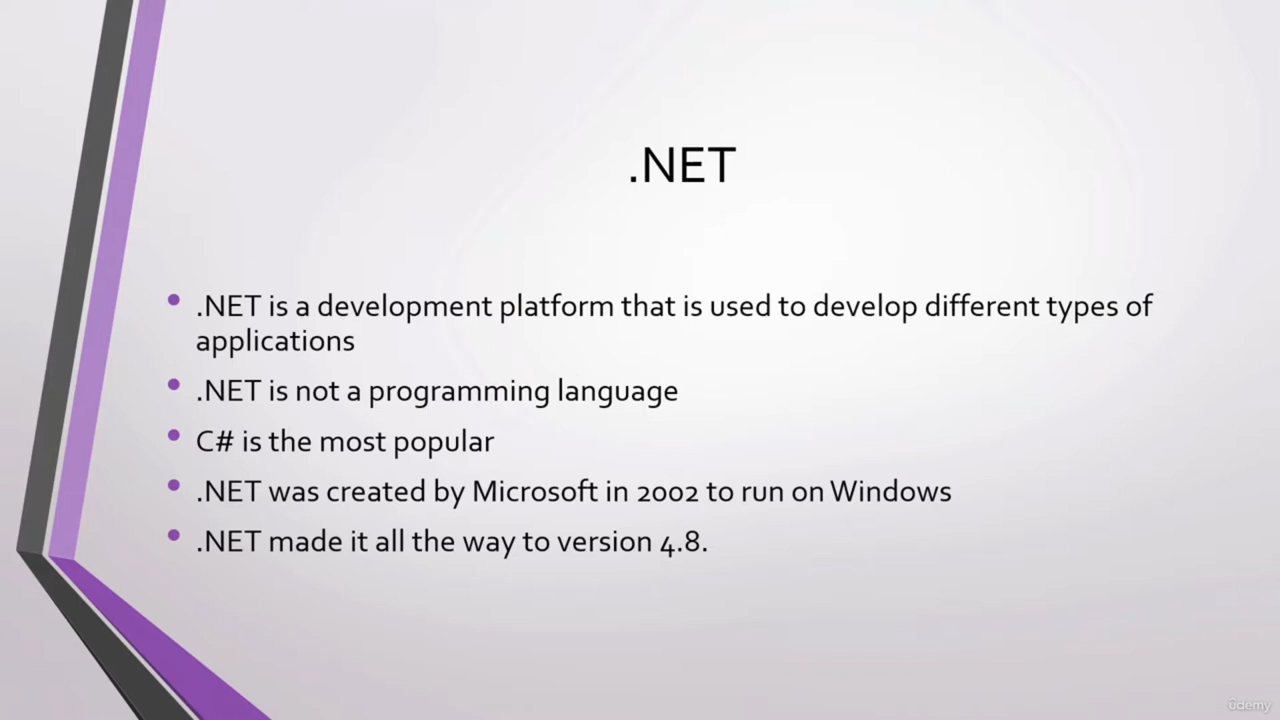 .NET
.NET is a development platform that is used to develop different types of
applications
.NET is not a programming language
C# is the most popular
.NET was created by Microsoft in 2002 to run on Windows
.NET made it all the way to version 4.8.
ûdemy